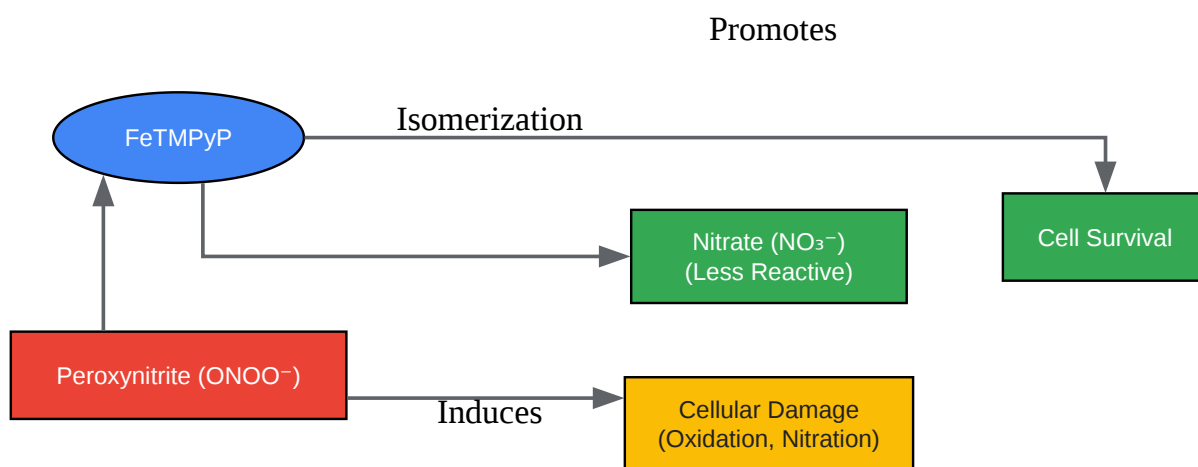 Promotes
Isomerization
FeTMPyP
Nitrate (NO₃⁻)
(Less Reactive)
Cell Survival
Peroxynitrite (ONOO⁻)
Induces
Cellular Damage
(Oxidation, Nitration)